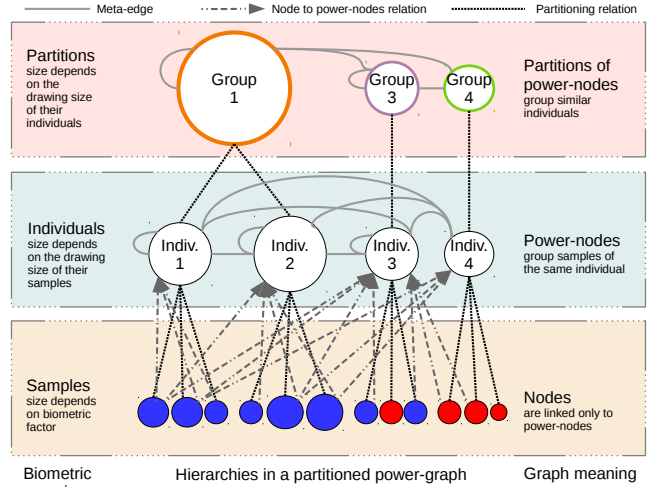 Meta-edge Node to power-nodes relation Partitioning relation
Partitions
size depends
on the
drawing size
of their
individuals
Group
1
Group
3
Group
4
Partitions of
power-nodes
group similar
individuals
Individuals
size depends
on the drawing
size of their
samples
Indiv.
1
Indiv.
2
Indiv.
3
Indiv.
4
Power-nodes
group samples of
the same individual
Samples
size depends
on biometric
factor
Nodes
are linked only to
power-nodes
Biometric
Hierarchies in a partitioned power-graph
Graph meaning